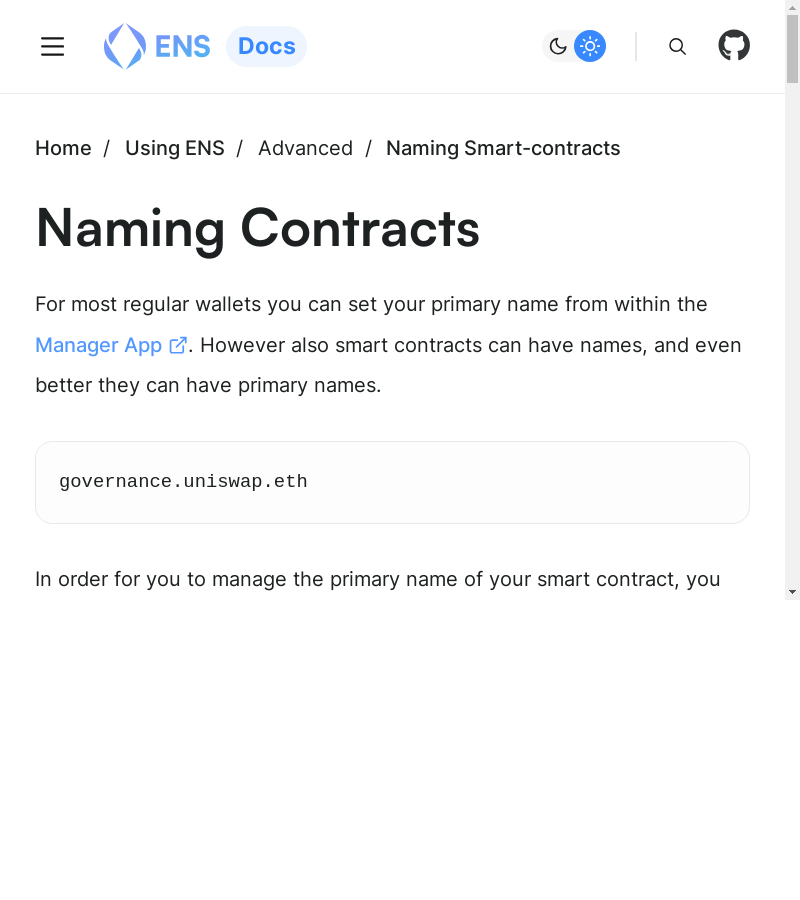 ENS Docs
Home / Using ENS / Advanced / Naming Smart-contracts
Naming Contracts
For most regular wallets you can set your primary name from within the
Manager App . However also smart contracts can have names, and even
better they can have primary names.
governance.uniswap.eth
In order for you to manage the primary name of your smart contract, you